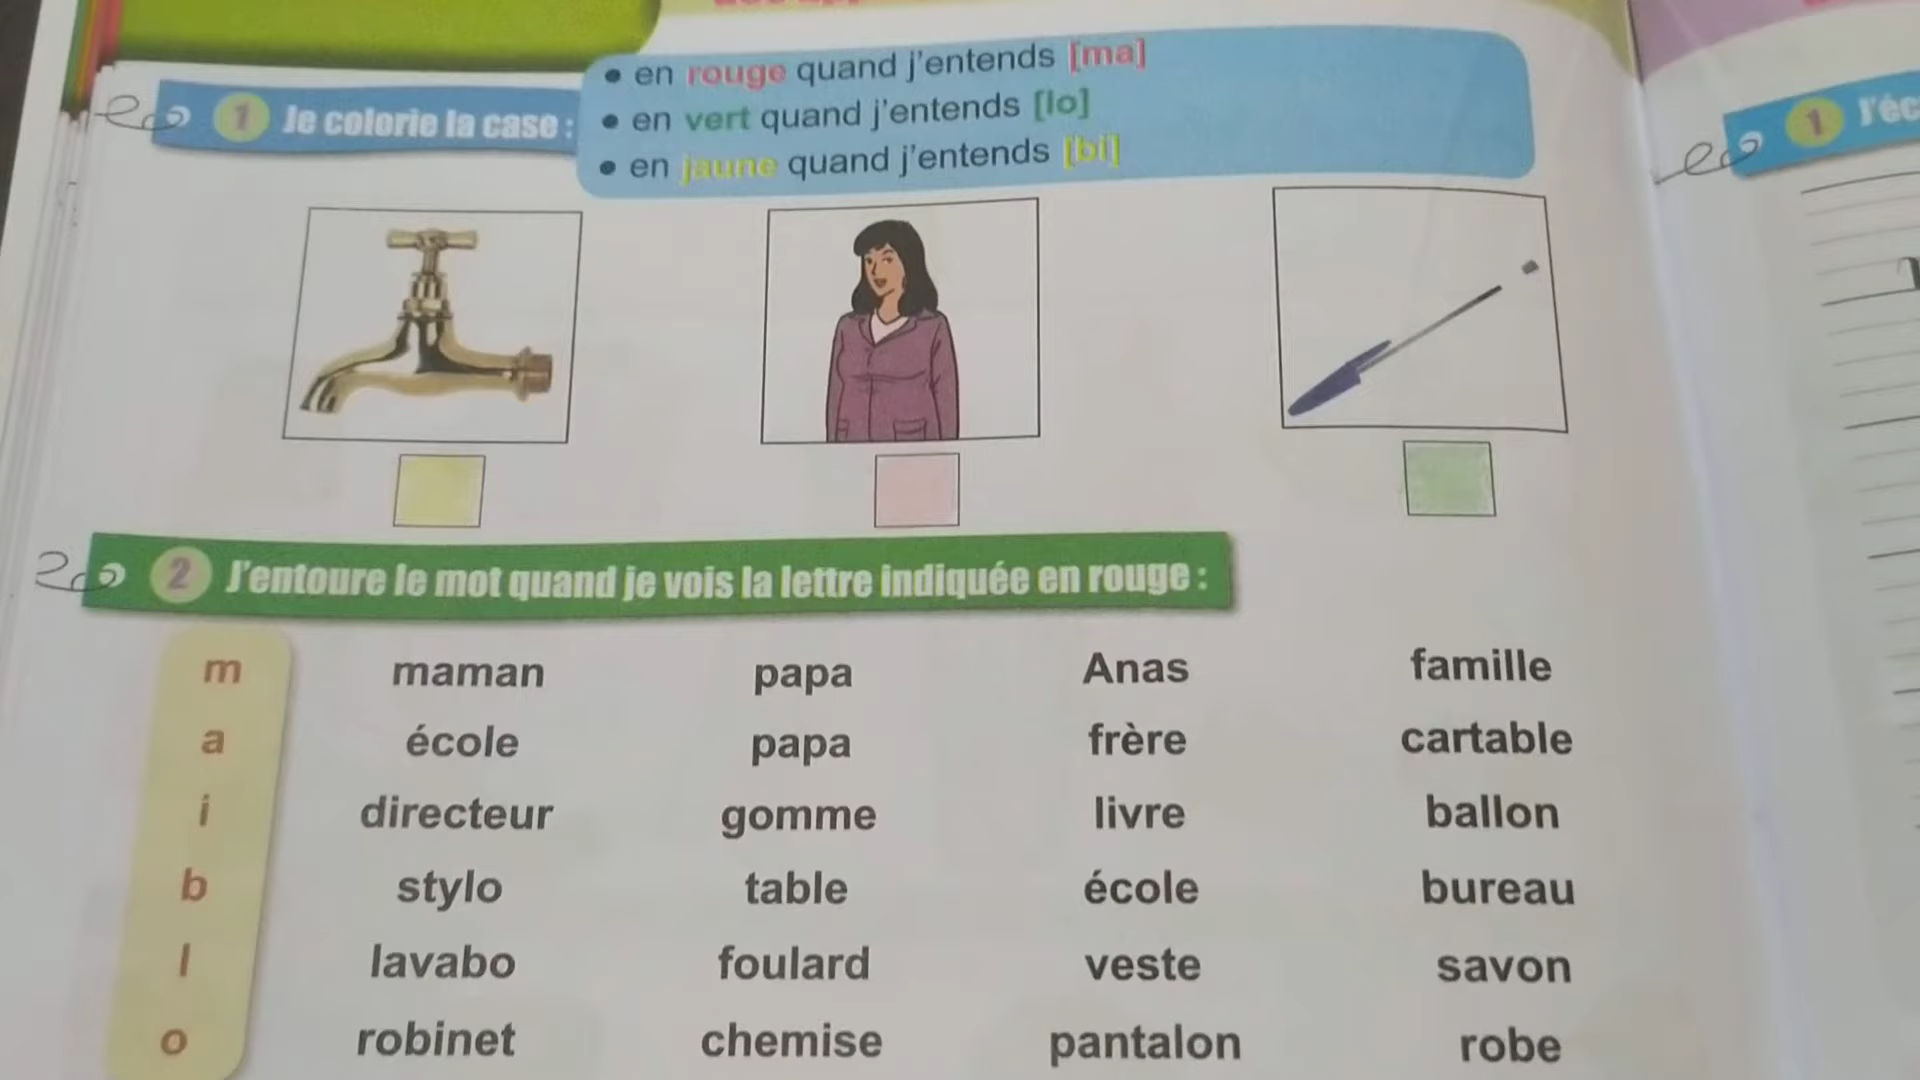 1 Je colorie la case :
• en rouge quand j'entends [ma]
• en vert quand j'entends [lo]
• en jaune quand j'entends [bi]
2 J'entoure le mot quand je vois la lettre indiquée en rouge :
m maman papa Anas famille
a école papa frère cartable
i directeur gomme livre ballon
b stylo table école bureau
l lavabo foulard veste savon
o robinet chemise pantalon robe
1